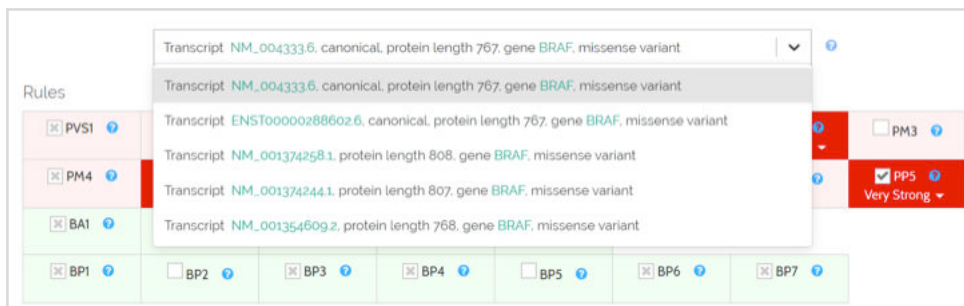 Transcript NM_004333.6, canonical, protein length 767, gene BRAF, missense variant
Transcript NM_004333.6, canonical, protein length 767, gene BRAF, missense variant
Rules
Transcript ENST00000288602.6, canonical, protein length 767, gene BRAF, missense variant
PVS1 PM3
Transcript NM_001374258.1, protein length 808, gene BRAF, missense variant
PM4 PP5
Very Strong
Transcript NM_001374244.1, protein length 807, gene BRAF, missense variant
BA1
Transcript NM_001354609.2, protein length 768, gene BRAF, missense variant
BP1 BP2 BP3 BP4 BP5 BP6 BP7